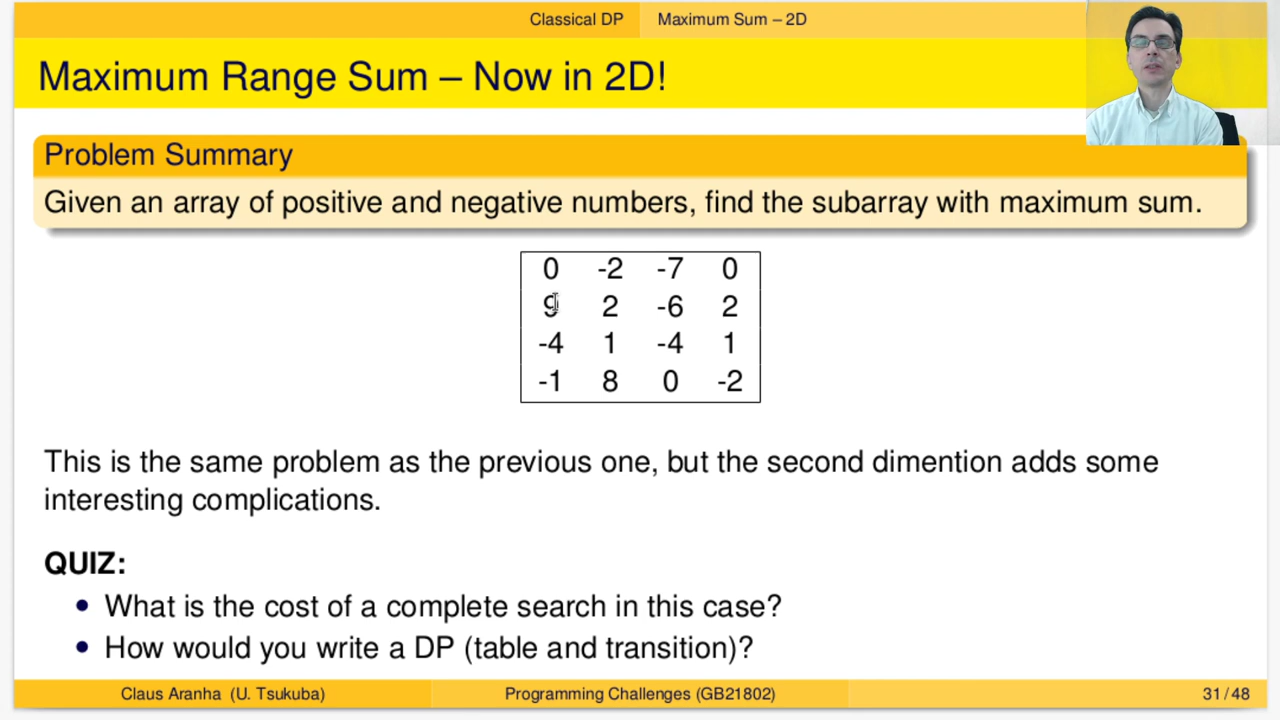 Classical DP Maximum Sum – 2D
Maximum Range Sum – Now in 2D!
Problem Summary
Given an array of positive and negative numbers, find the subarray with maximum sum.
0 -2 -7 0
9 2 -6 2
-4 1 -4 1
-1 8 0 -2
This is the same problem as the previous one, but the second dimention adds some
interesting complications.
QUIZ:
• What is the cost of a complete search in this case?
• How would you write a DP (table and transition)?
Claus Aranha (U. Tsukuba) Programming Challenges (GB21802) 31 / 48